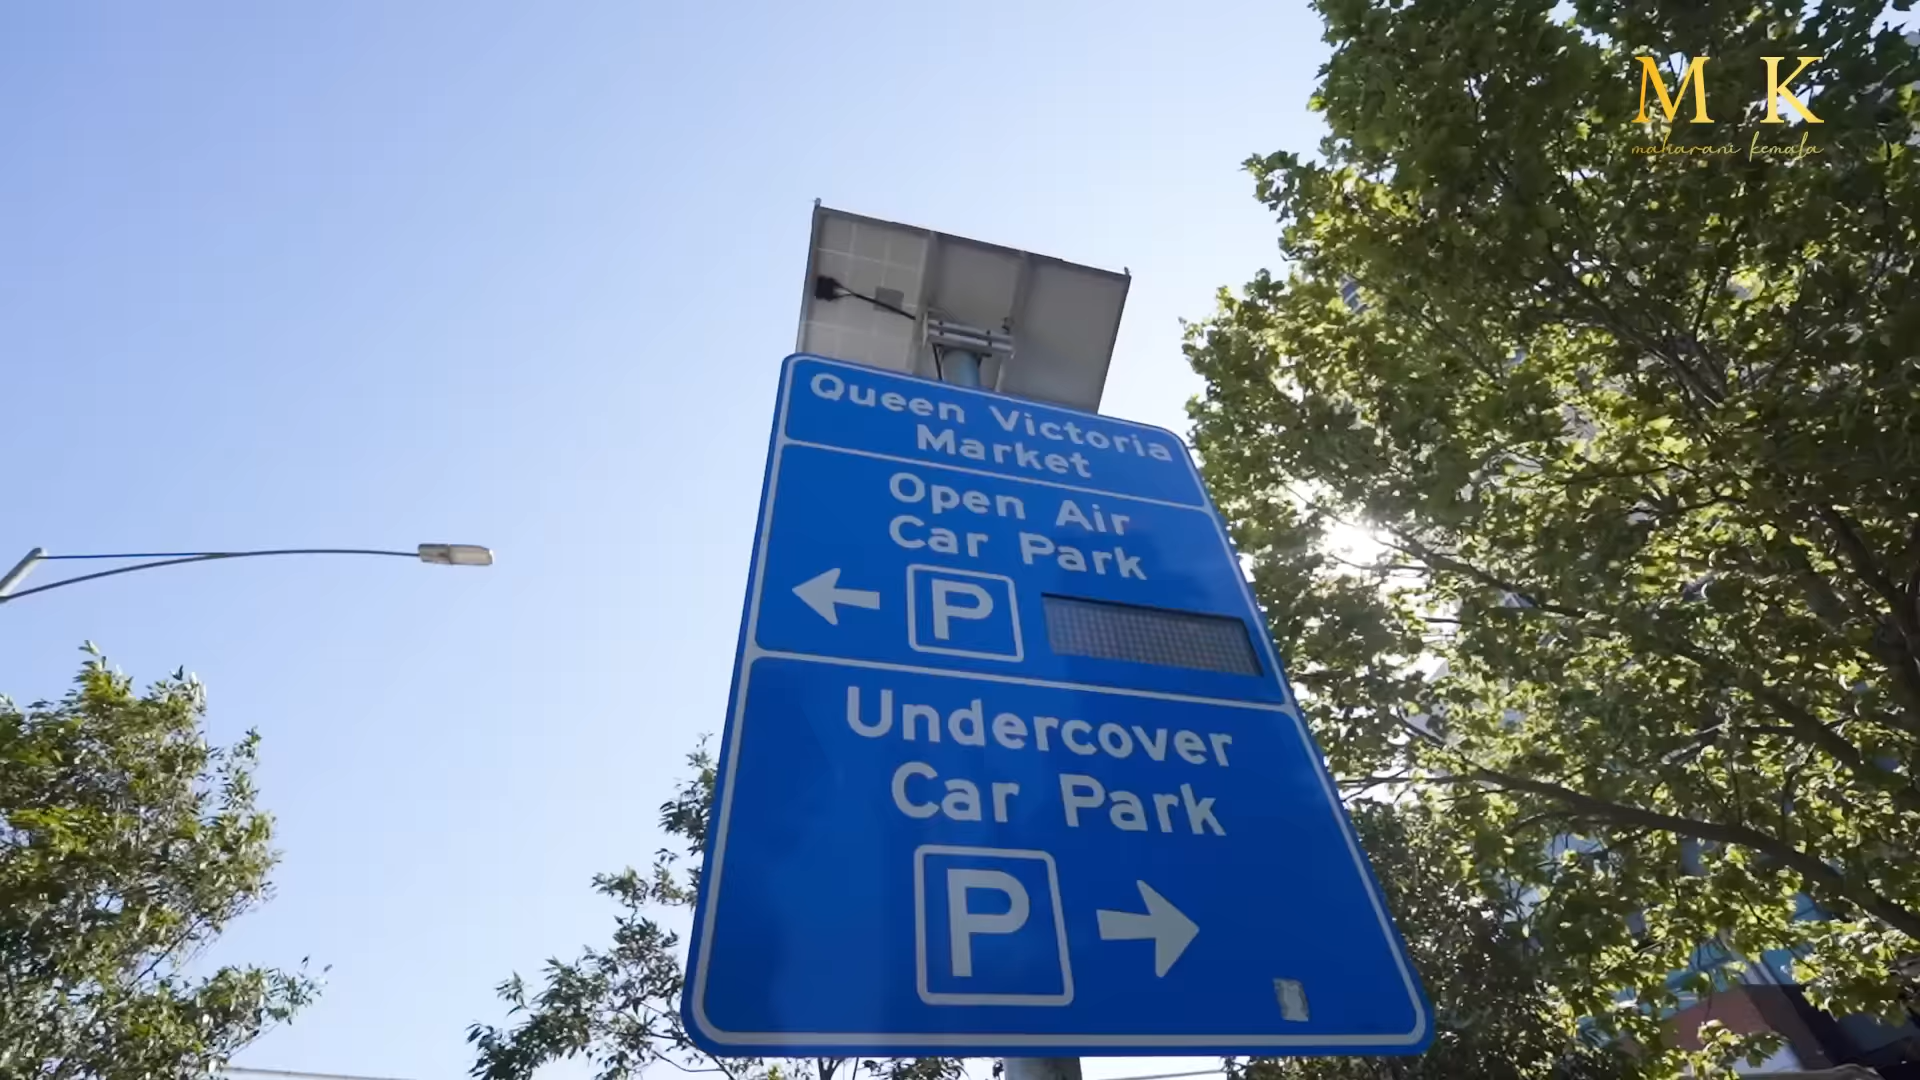 M K
maharani kemala
Queen Victoria
Market
Open Air
Car Park
P
Undercover
Car Park
P